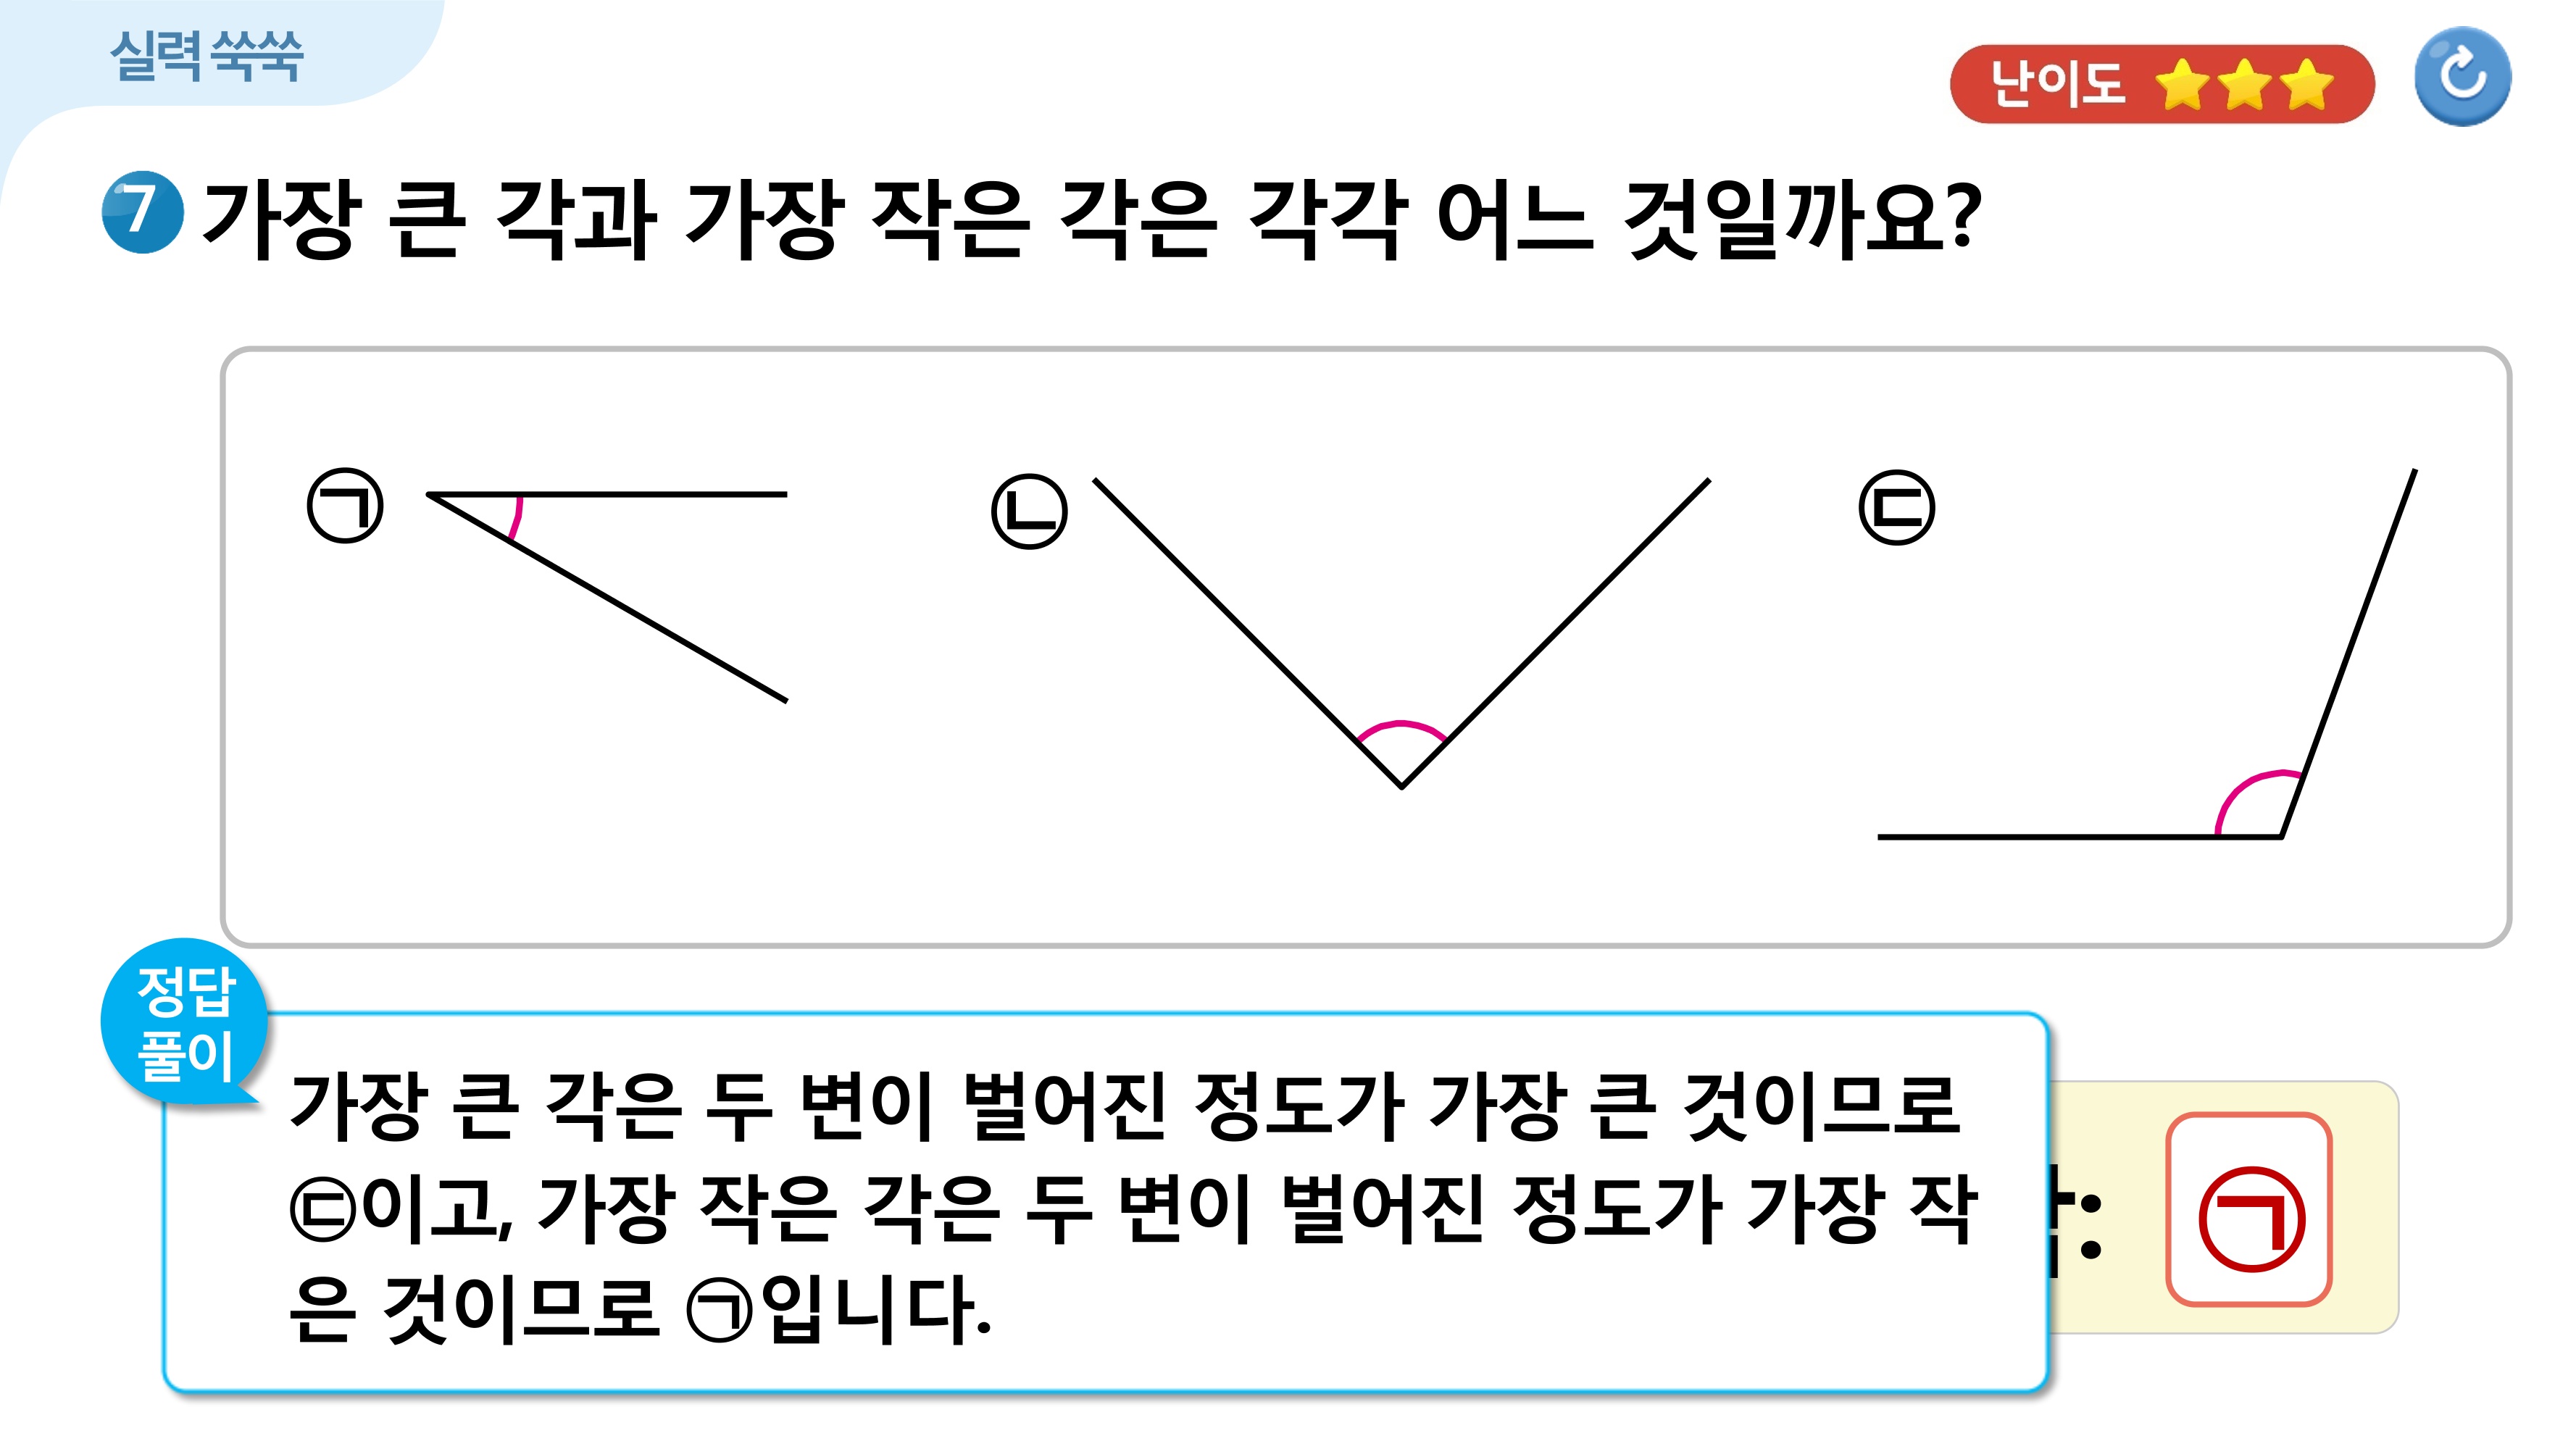 실력 쑥쑥
난이도
7 가장 큰 각과 가장 작은 각은 각각 어느 것일까요?
㉠
㉡
㉢
정답
풀이
가장 큰 각은 두 변이 벌어진 정도가 가장 큰 것이므로
㉢이고, 가장 작은 각은 두 변이 벌어진 정도가 가장 작
은 것이므로 ㉠입니다.
:
㉠